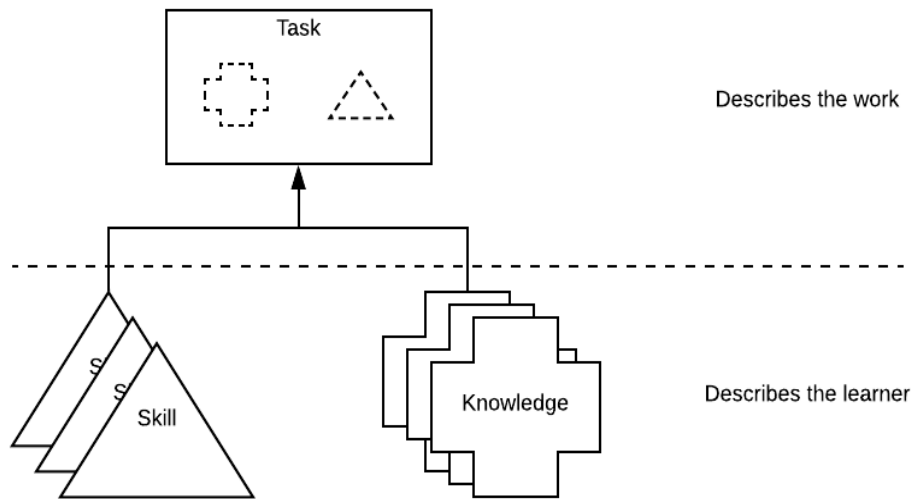 Task
Describes the work
S
S
Skill
Knowledge
Describes the learner